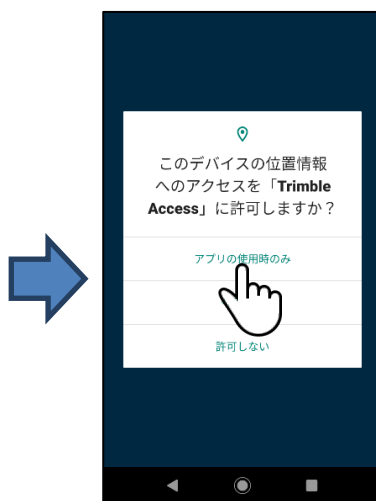 このデバイスの位置情報
へのアクセスを「Trimble
Access」に許可しますか？
アプリの使用時のみ
許可しない